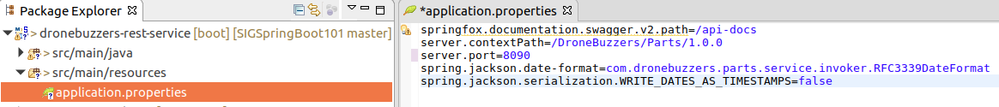 Package Explorer
dronebuzzers-rest-service [boot] [SIGSpringBoot101 master]
> src/main/java
> src/main/resources
application.properties
*application.properties
springfox.documentation.swagger.v2.path=/api-docs
server.contextPath=/DroneBuzzers/Parts/1.0.0
server.port=8090
spring.jackson.date-format=com.dronebuzzers.parts.service.invoker.RFC3339DateFormat
spring.jackson.serialization.WRITE_DATES_AS_TIMESTAMPS=false